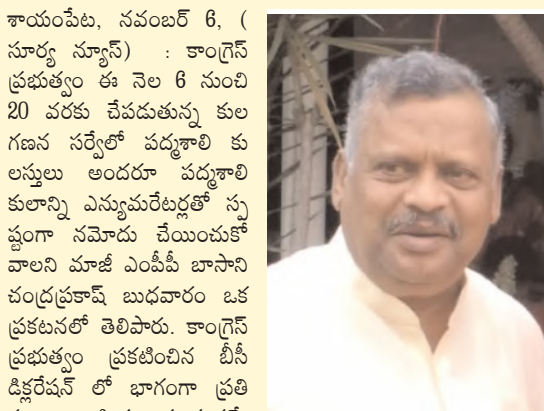 శాయంపేట, నవంబర్ 6, (
సూర్య న్యూస్) : కాంగ్రెస్
ప్రభుత్వం ఈ నెల 6 నుంచి
20 వరకు చేపడుతున్న కుల
గణన సర్వేలో పద్మశాలి కు
లస్తులు అందరూ పద్మశాలి
కులాన్ని ఎన్యుమరేటర్లతో స్ప
ష్టంగా నమోదు చేయించుకో
వాలని మాజీ ఎంపీపీ బాసాని
చంద్రప్రకాష్ బుధవారం ఒక
ప్రకటనలో తెలిపారు. కాంగ్రెస్
ప్రభుత్వం ప్రకటించిన బీసీ
డిక్లరేషన్ లో భాగంగా ప్రతి